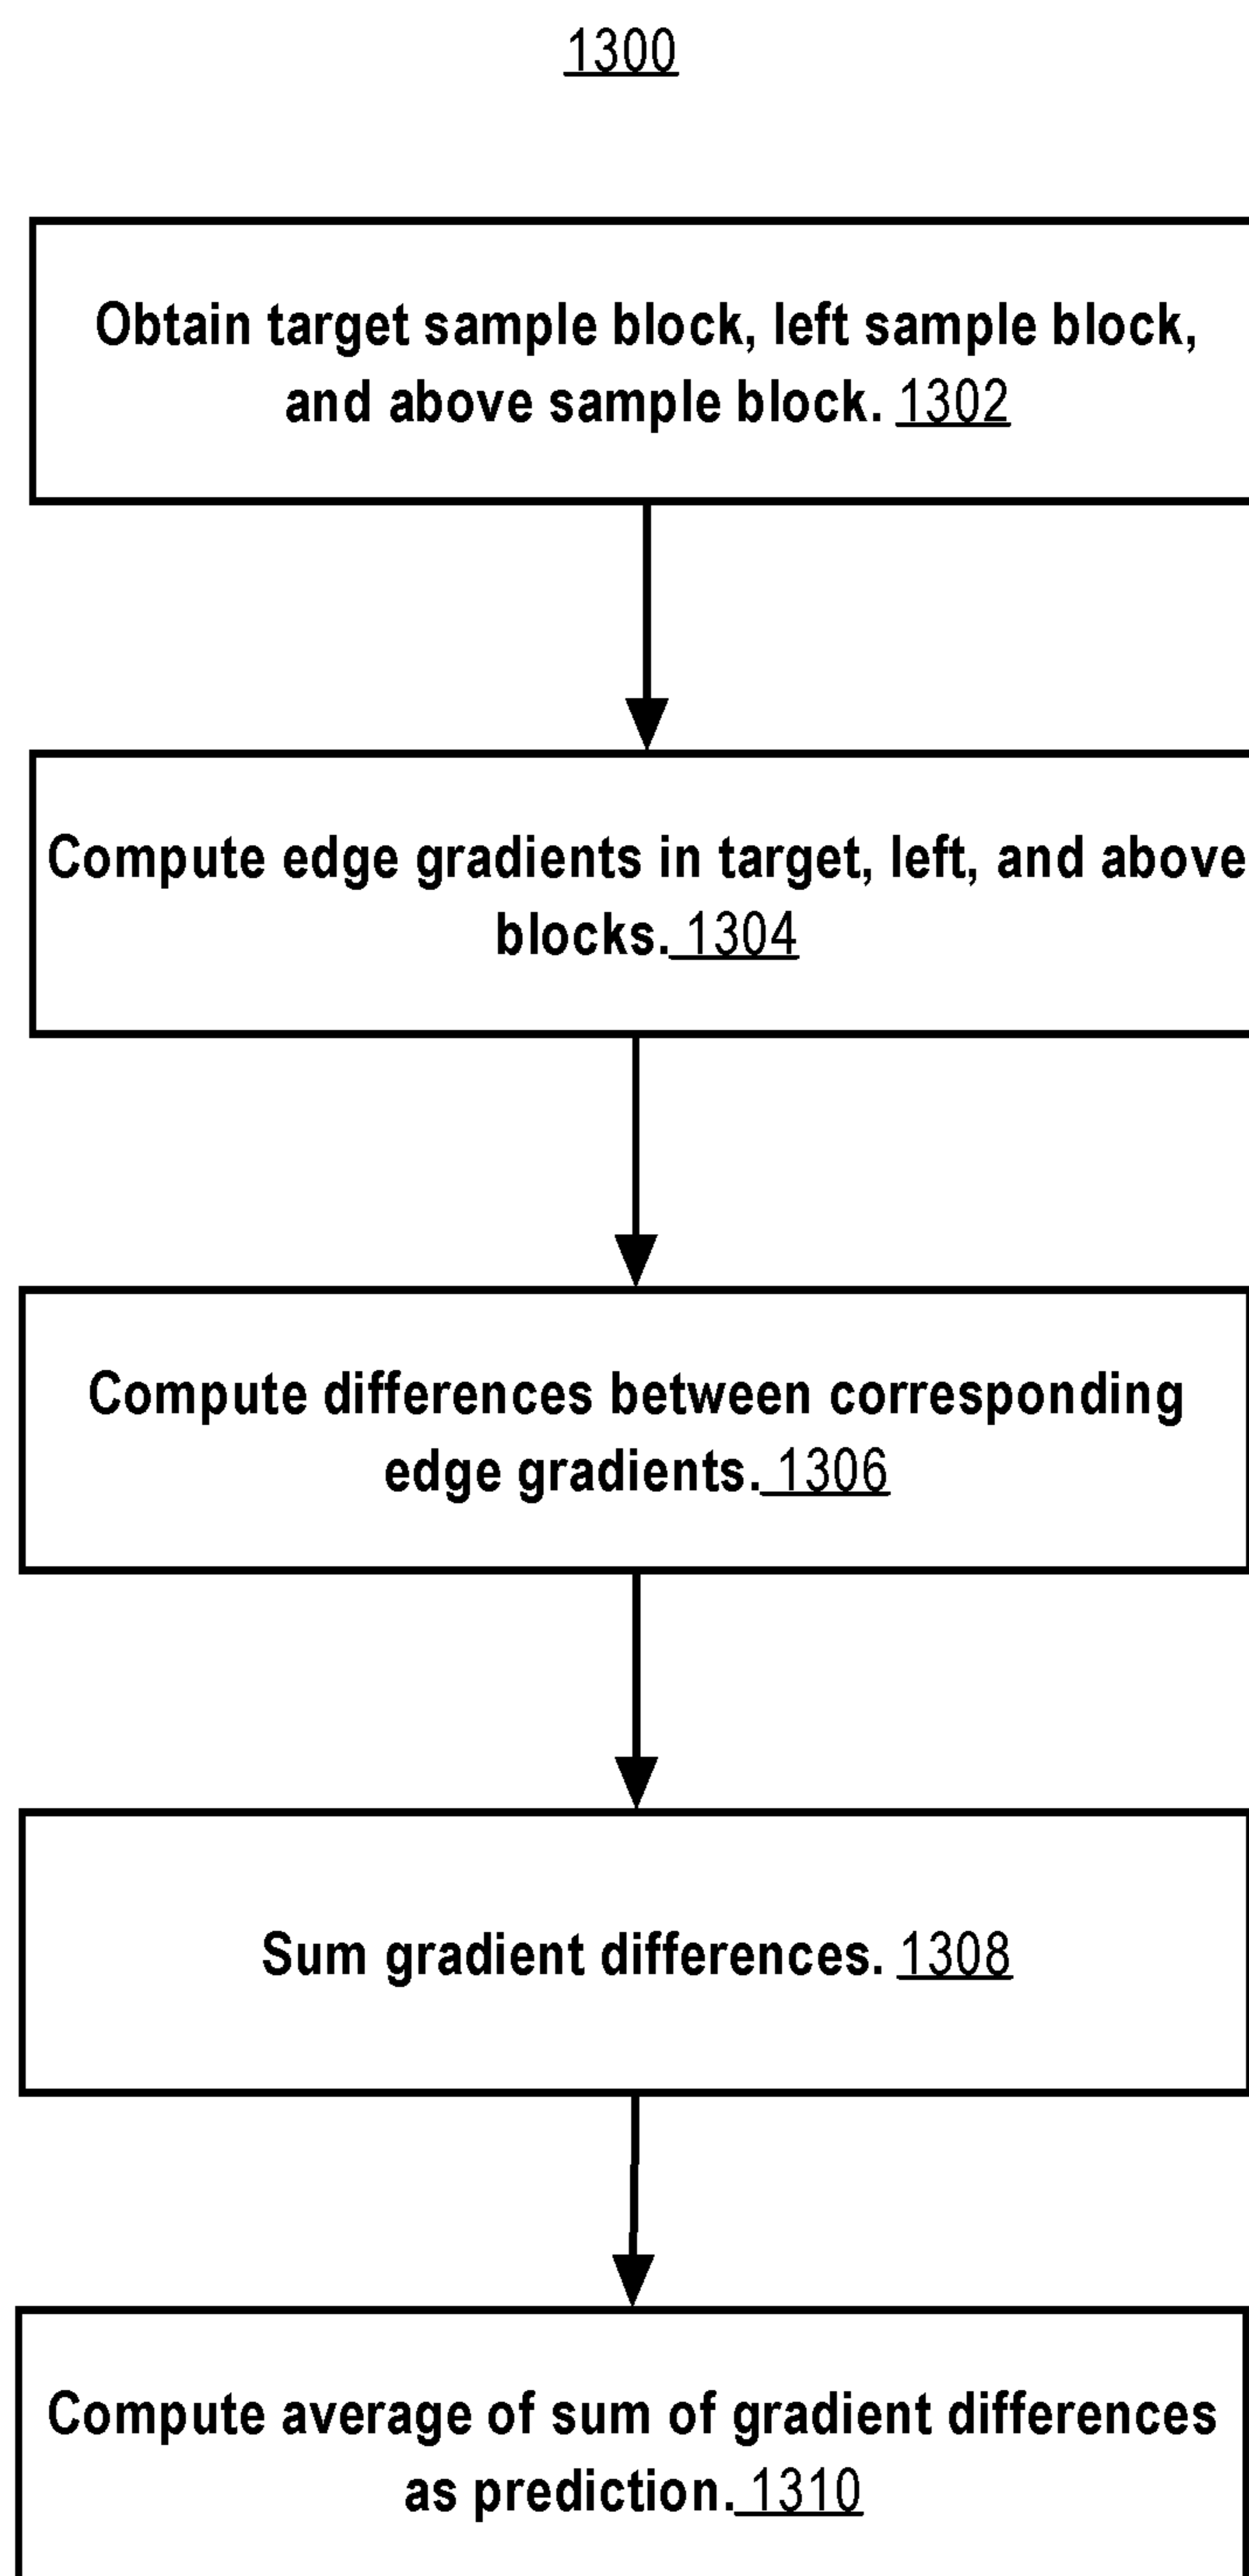 1300
Obtain target sample block, left sample block,
and above sample block. 1302
Compute edge gradients in target, left, and above
blocks. 1304
Compute differences between corresponding
edge gradients. 1306
Sum gradient differences. 1308
Compute average of sum of gradient differences
as prediction. 1310